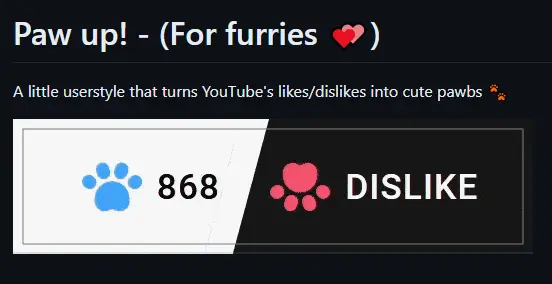 Paw up! - (For furries 💕)
A little userstyle that turns YouTube's likes/dislikes into cute pawbs 🐾
868
DISLIKE